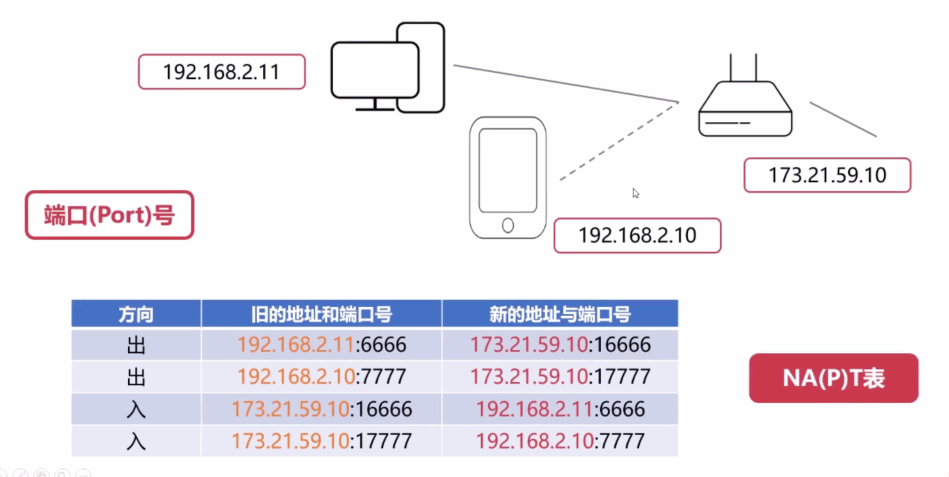 192.168.2.11
173.21.59.10
端口(Port)号
192.168.2.10
方向 旧的地址和端口号 新的地址与端口号
出 192.168.2.11:6666 173.21.59.10:16666
出 192.168.2.10:7777 173.21.59.10:17777
入 173.21.59.10:16666 192.168.2.11:6666
入 173.21.59.10:17777 192.168.2.10:7777
NA(P)T表